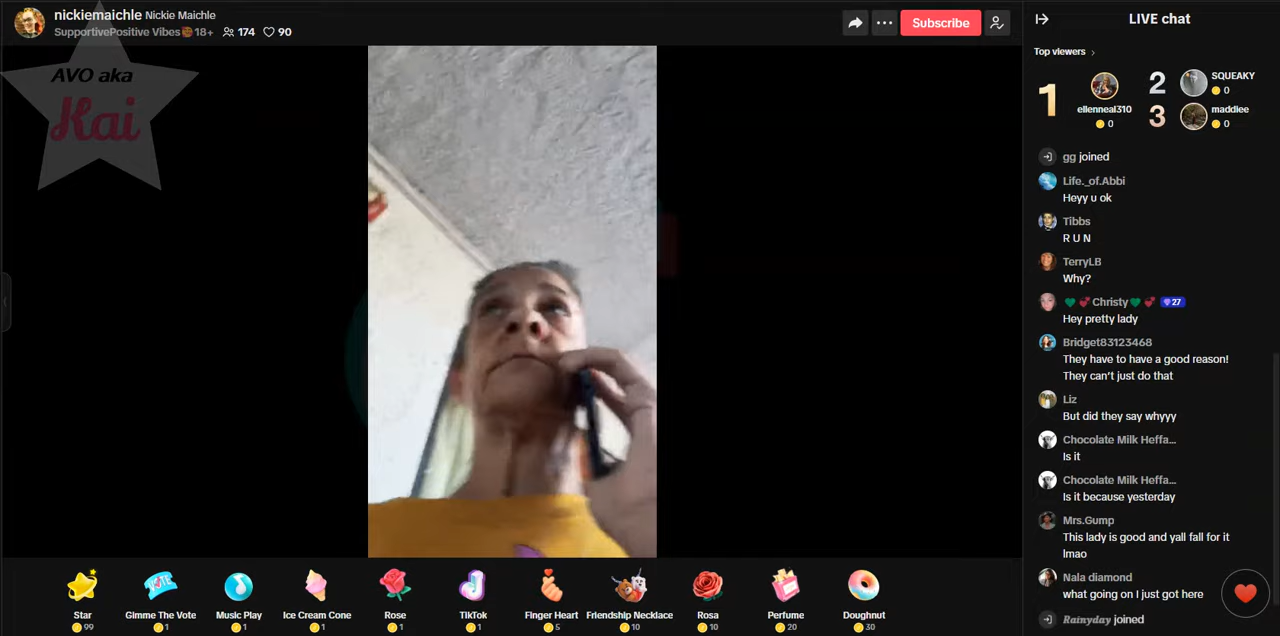 nickiemaichle Nickie Maichle
SupportivePositive Vibes 18+ 174 90
Subscribe
AVO aka
Kai
LIVE chat
Top viewers
1
ellenneal310
0
2
SQUEAKY
0
3
maddlee
0
gg joined
Life._of.Abbi
Heyy u ok
Tibbs
R U N
TerryLB
Why?
Christy 27
Hey pretty lady
Bridget83123468
They have to have a good reason!
They can't just do that
Liz
But did they say whyyy
Chocolate Milk Heffa...
Is it
Chocolate Milk Heffa...
Is it because yesterday
Mrs.Gump
This lady is good and yall fall for it
lmao
Nala diamond
what going on I just got here
Rainyday joined
VOTE
Star
99
Gimme The Vote
1
Music Play
1
Ice Cream Cone
1
Rose
1
TikTok
1
Finger Heart
5
Friendship Necklace
10
Rosa
10
Perfume
20
Doughnut
30